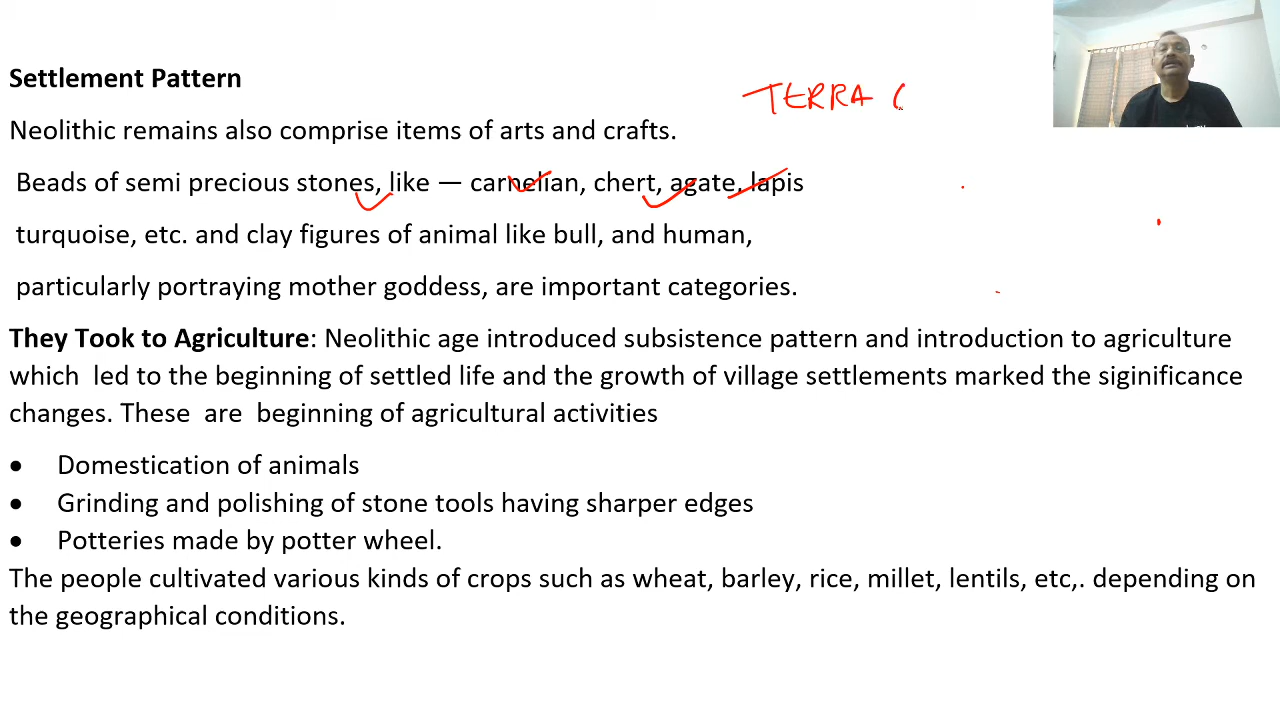 Settlement Pattern
TERRA C
Neolithic remains also comprise items of arts and crafts.
Beads of semi precious stones, like — carnelian, chert, agate, lapis
turquoise, etc. and clay figures of animal like bull, and human,
particularly portraying mother goddess, are important categories.
They Took to Agriculture: Neolithic age introduced subsistence pattern and introduction to agriculture
which led to the beginning of settled life and the growth of village settlements marked the siginificance
changes. These are beginning of agricultural activities
• Domestication of animals
• Grinding and polishing of stone tools having sharper edges
• Potteries made by potter wheel.
The people cultivated various kinds of crops such as wheat, barley, rice, millet, lentils, etc,. depending on
the geographical conditions.